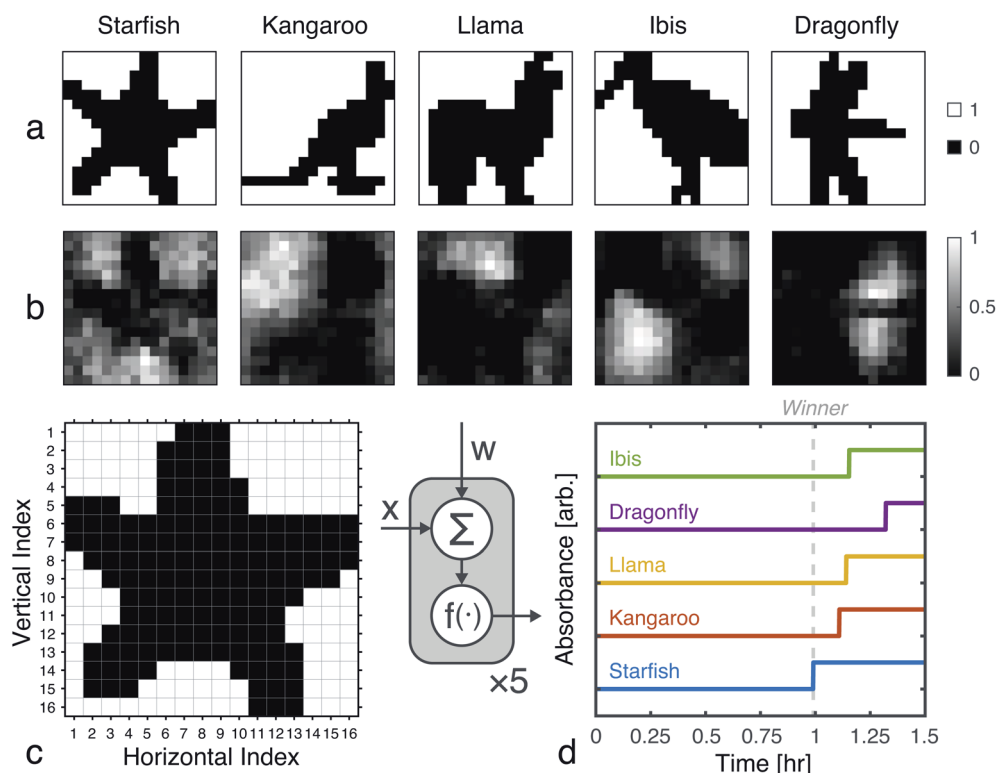 Starfish Kangaroo Llama Ibis Dragonfly
a
1
0
b
1
0.5
0
Vertical Index
1
2
3
4
5
6
7
8
9
10
11
12
13
14
15
16
1 2 3 4 5 6 7 8 9 10 11 12 13 14 15 16
Horizontal Index
c
w
x
Σ
f(·)
×5
Winner
Absorbance [arb.]
Ibis
Dragonfly
Llama
Kangaroo
Starfish
0 0.25 0.5 0.75 1 1.25 1.5
Time [hr]
d